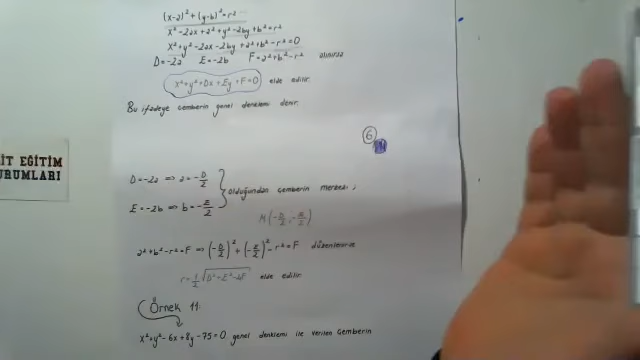 (x-a)²+(y-b)²=r²
x²-2ax+a²+y²-2by+b²=r²
x²+y²-2ax-2by+a²+b²-r²=0
D=-2a E=-2b F=a²+b²-r² alınırsa
x²+y²+Dx+Ey+F=0 elde edilir.
Bu ifadeye çemberin genel denklemi denir.
6
İT EĞİTİM
URUMLARI
D=-2a ⇒ a=-D/2
E=-2b ⇒ b=-E/2
} olduğundan çemberin merkezi ;
M(-D/2,-E/2)
a²+b²-r²=F ⇒ (-D/2)²+(-E/2)²-r²=F düzenlenirse
r=1/2√D²+E²-4F elde edilir.
Örnek 11:
x²+y²-6x+8y-75=0 genel denklemi ile verilen çemberin